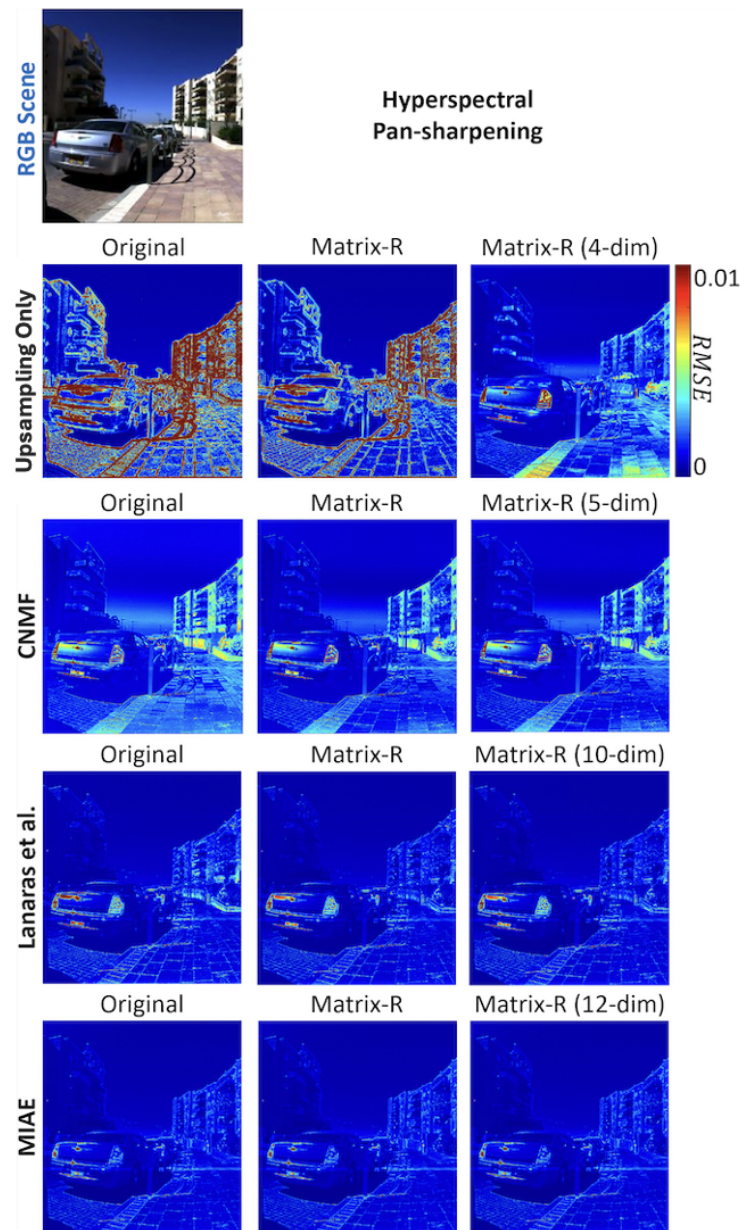 RGB Scene
Hyperspectral
Pan-sharpening
Original
Matrix-R
Matrix-R (4-dim)
Upsampling Only
0.01
RMSE
0
Original
Matrix-R
Matrix-R (5-dim)
CNMF
Original
Matrix-R
Matrix-R (10-dim)
Lanaras et al.
Original
Matrix-R
Matrix-R (12-dim)
MIAE